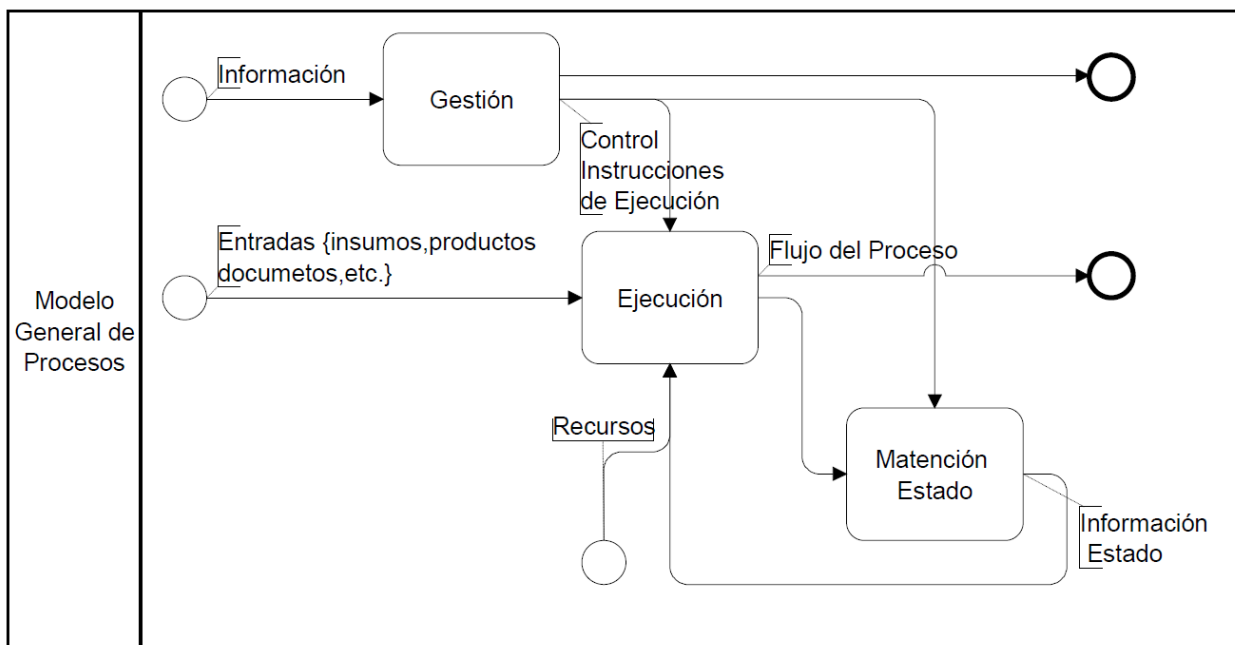 Información
Gestión
Control
Instrucciones
de Ejecución
Entradas {insumos,productos
documetos,etc.}
Flujo del Proceso
Ejecución
Modelo
General de
Procesos
Recursos
Matención
Estado
Información
Estado